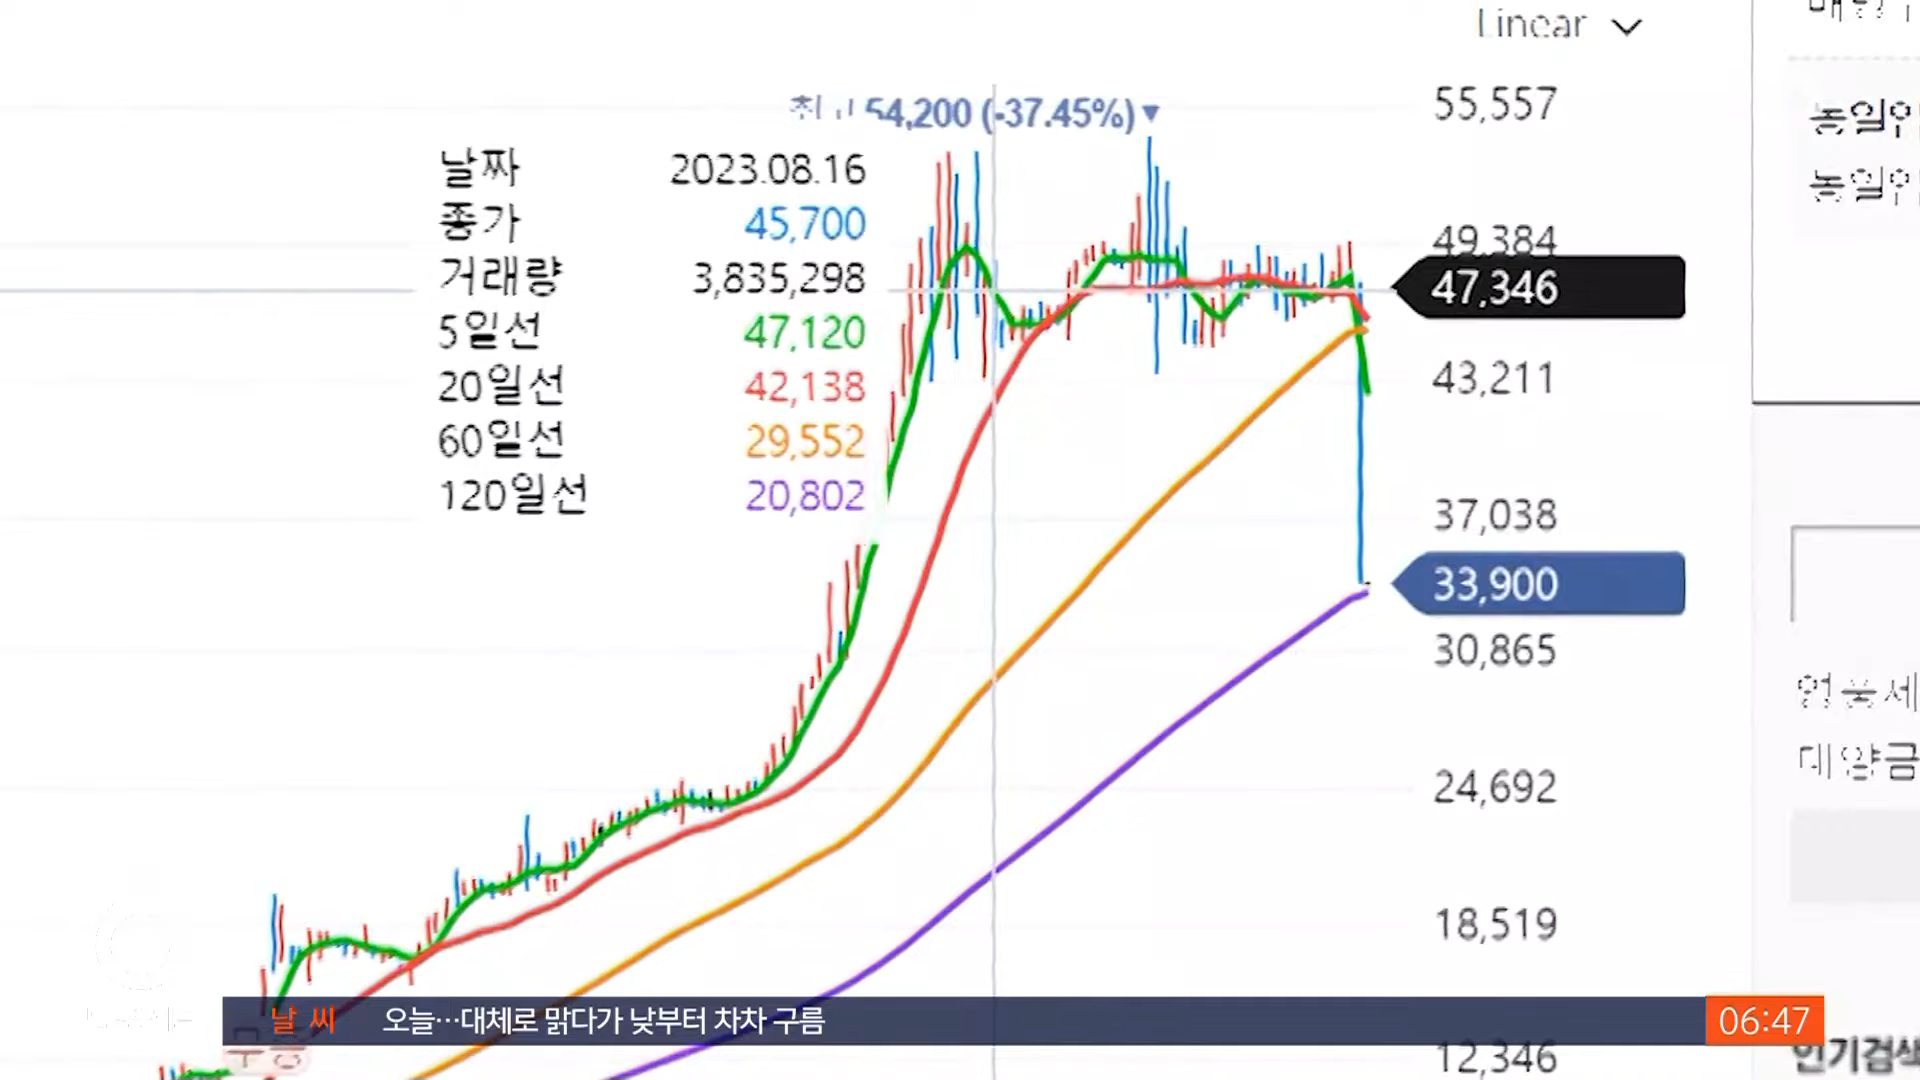 Linear
54,200 (-37.45%)▼
55,557
날짜 2023.08.16
종가 45,700
거래량 3,835,298
5일선 47,120
20일선 42,138
60일선 29,552
120일선 20,802
49,384
47,346
43,211
37,038
33,900
30,865
24,692
18,519
12,346
날씨 오늘…대체로 맑다가 낮부터 차차 구름 06:47
인기검색